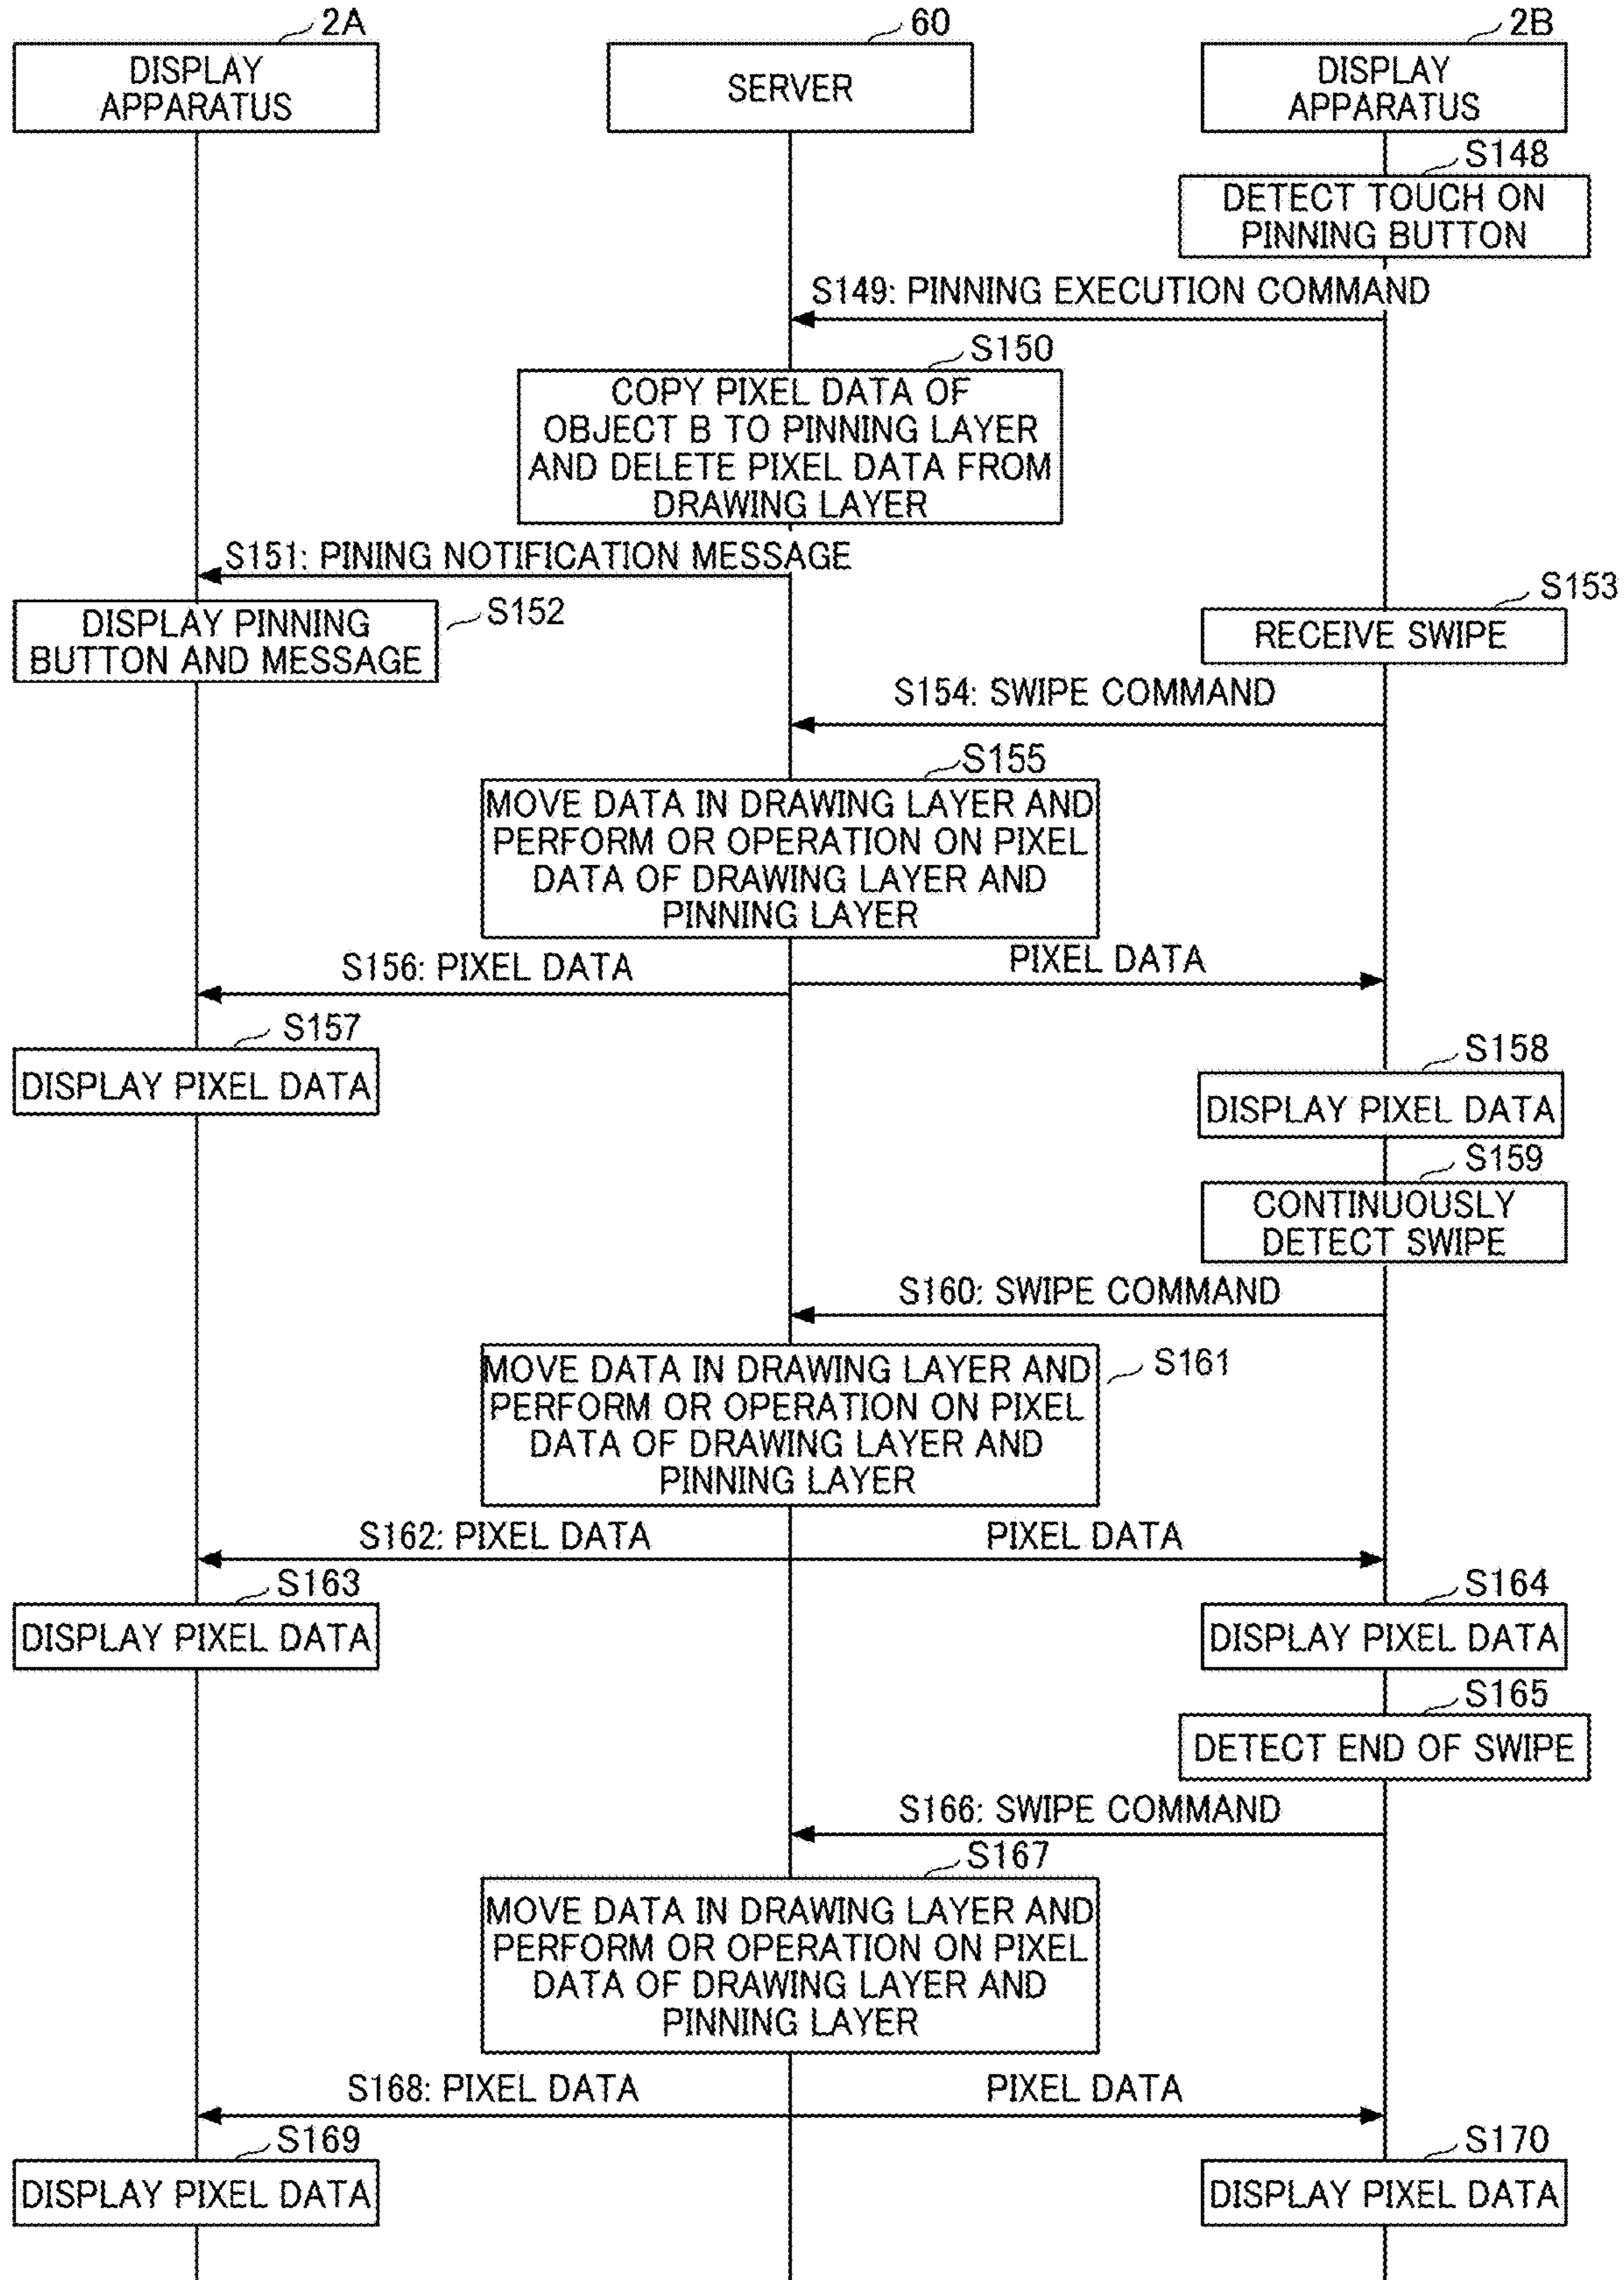 2A
DISPLAY
APPARATUS
60
SERVER
2B
DISPLAY
APPARATUS
S148
DETECT TOUCH ON
PINNING BUTTON
S149: PINNING EXECUTION COMMAND
S150
COPY PIXEL DATA OF
OBJECT B TO PINNING LAYER
AND DELETE PIXEL DATA FROM
DRAWING LAYER
S151: PINING NOTIFICATION MESSAGE
S152
DISPLAY PINNING
BUTTON AND MESSAGE
S153
RECEIVE SWIPE
S154: SWIPE COMMAND
S155
MOVE DATA IN DRAWING LAYER AND
PERFORM OR OPERATION ON PIXEL
DATA OF DRAWING LAYER AND
PINNING LAYER
S156: PIXEL DATA
PIXEL DATA
S157
DISPLAY PIXEL DATA
S158
DISPLAY PIXEL DATA
S159
CONTINUOUSLY
DETECT SWIPE
S160: SWIPE COMMAND
S161
MOVE DATA IN DRAWING LAYER AND
PERFORM OR OPERATION ON PIXEL
DATA OF DRAWING LAYER AND
PINNING LAYER
S162: PIXEL DATA
PIXEL DATA
S163
DISPLAY PIXEL DATA
S164
DISPLAY PIXEL DATA
S165
DETECT END OF SWIPE
S166: SWIPE COMMAND
S167
MOVE DATA IN DRAWING LAYER AND
PERFORM OR OPERATION ON PIXEL
DATA OF DRAWING LAYER AND
PINNING LAYER
S168: PIXEL DATA
PIXEL DATA
S169
DISPLAY PIXEL DATA
S170
DISPLAY PIXEL DATA